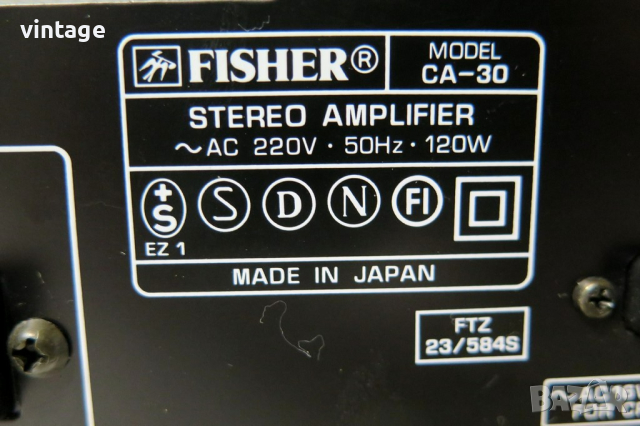 vintage
FISHER®
MODEL
CA-30
STEREO AMPLIFIER
~AC 220V · 50Hz · 120W
+S S D N FI
EZ 1
MADE IN JAPAN
FTZ
23/584S